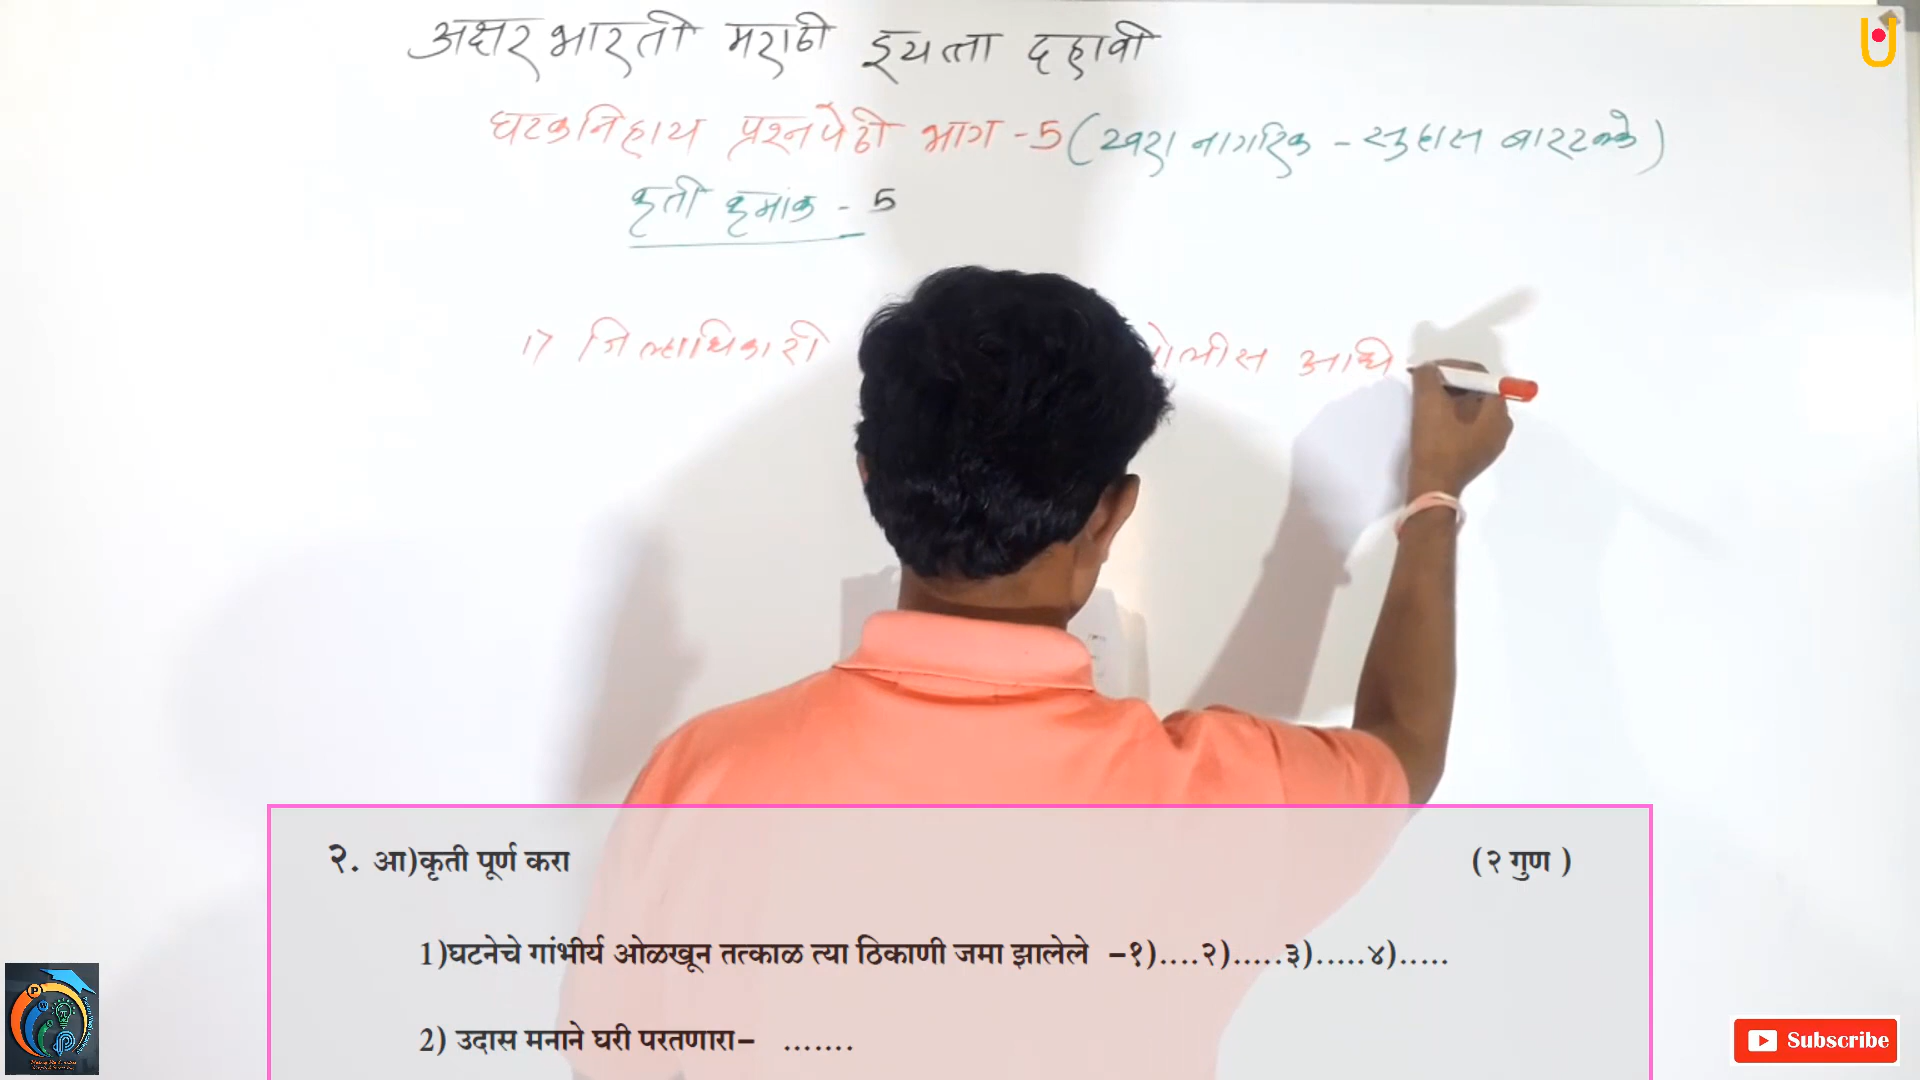 अक्षरभारती मराठी इयत्ता दहावी
घटकनिहाय प्रश्नपेढी भाग - 5 (खरा नागरिक - सुहास बारटक्के)
कृती क्रमांक - 5
1) जिल्हाधिकारी पोलीस अधि
२. आ)कृती पूर्ण करा (२ गुण )
1)घटनेचे गांभीर्य ओळखून तत्काळ त्या ठिकाणी जमा झालेले –१)....२).....३).....४).....
2) उदास मनाने घरी परतणारा– .......
Subscribe